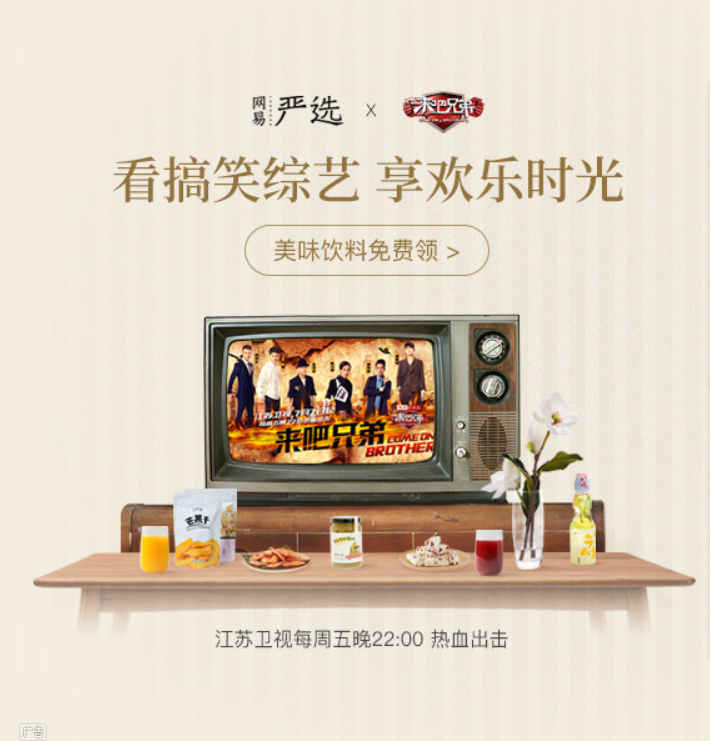 网易 严选 x 来吧兄弟
看搞笑综艺 享欢乐时光
美味饮料免费领 >
来吧兄弟
COME ON
BROTHER
芒果干
江苏卫视每周五晚22:00 热血出击
广告